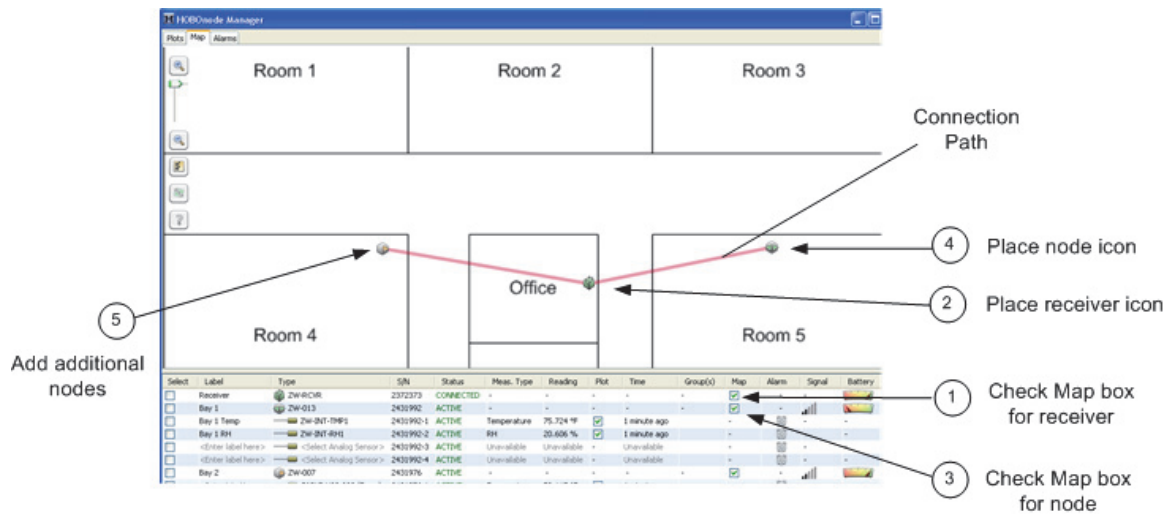 HOBOnode Manager
Plots Map Alarms
Room 1 Room 2 Room 3
Connection
Path
4 Place node icon
Office
2 Place receiver icon
5
Room 4 Room 5
Add additional
nodes
Select Label Type S/N Status Meas. Type Reading Plot Time Group(s) Map Alarm Signal Battery
Receiver ZW-RCVR 2372373 CONNECTED - - - - - - -
1 Check Map box
for receiver
Bay 1 ZW-013 2431992 ACTIVE - - - - - -
Bay 1 Temp ZW-INT-TMP1 2431992-1 ACTIVE Temperature 75.724 °F 1 minute ago - -
Bay 1 RH ZW-INT-RH1 2431992-2 ACTIVE RH 20.606 % 1 minute ago - -
<Enter label here> <Select Analog Sensor> 2431992-3 ACTIVE Unavailable Unavailable - Unavailable - -
<Enter label here> <Select Analog Sensor> 2431992-4 ACTIVE Unavailable Unavailable - Unavailable - -
Bay 2 ZW-007 2431976 ACTIVE - - - - - -
3 Check Map box
for node